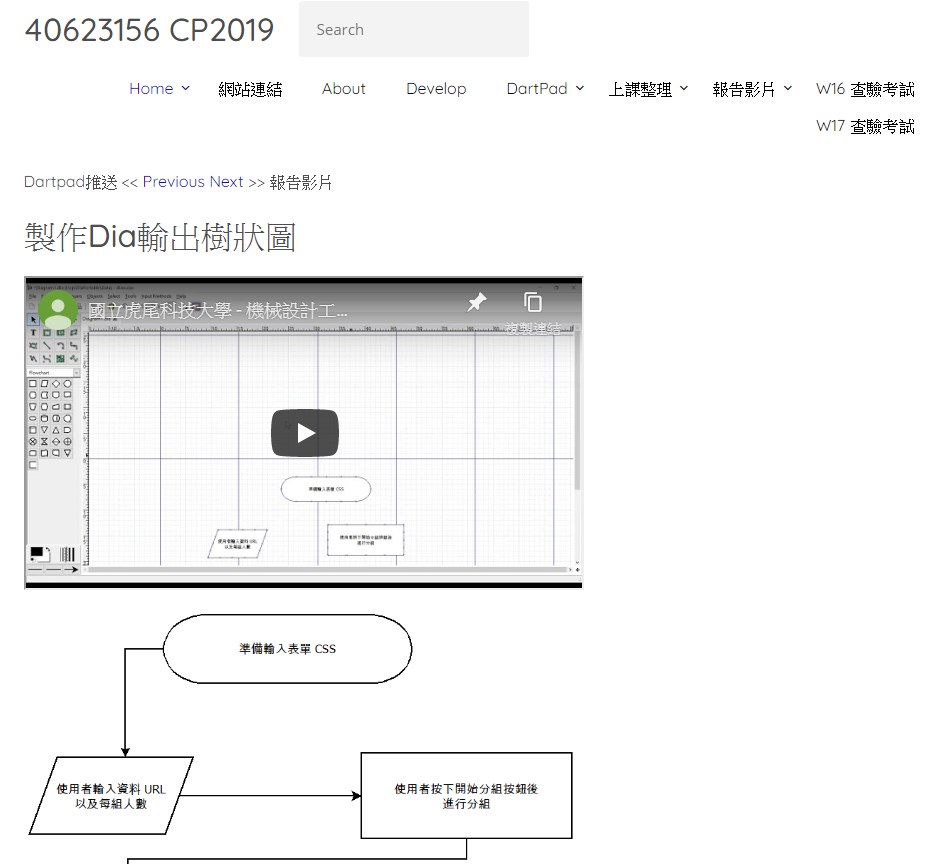 40623156 CP2019
Search
Home 網站連結 About Develop DartPad 上課整理 報告影片 W16 查驗考試
W17 查驗考試
Dartpad推送 << Previous Next >> 報告影片
製作Dia輸出樹狀圖
國立虎尾科技大學 - 機械設計工...
複製連結
準備輸入表單 CSS
使用者輸入資料 URL
以及每組人數
使用者按下開始分組按鈕後
進行分組
準備輸入表單 CSS
使用者輸入資料 URL
以及每組人數
使用者按下開始分組按鈕後
進行分組